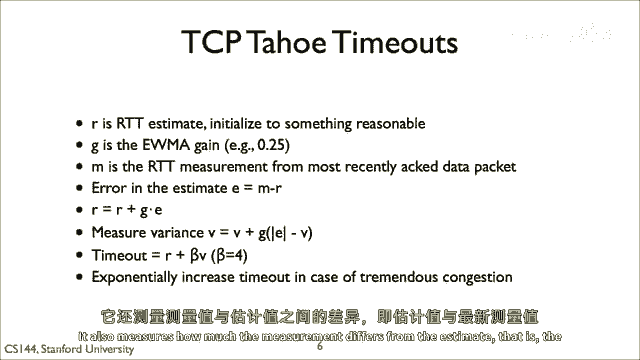 TCP Tahoe Timeouts
• r is RTT estimate, initialize to something reasonable
• g is the EWMA gain (e.g., 0.25)
• m is the RTT measurement from most recently acked data packet
• Error in the estimate e = m-r
• r = r + g·e
• Measure variance v = v + g(|e| - v)
• Timeout = r + βv (β=4)
• Exponentially increase timeout in case of tremendous congestion
它还测量测量值与估计值之间的差异，即估计值与最新测量值
It also measures how much the measurement differs from the estimate, that is, the
CS144, Stanford University
6